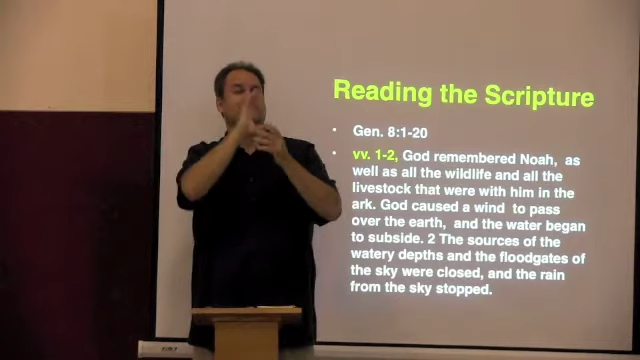 Reading the Scripture
• Gen. 8:1-20
• vv. 1-2, God remembered Noah, as
well as all the wildlife and all the
livestock that were with him in the
ark. God caused a wind to pass
over the earth, and the water began
to subside. 2 The sources of the
watery depths and the floodgates of
the sky were closed, and the rain
from the sky stopped.